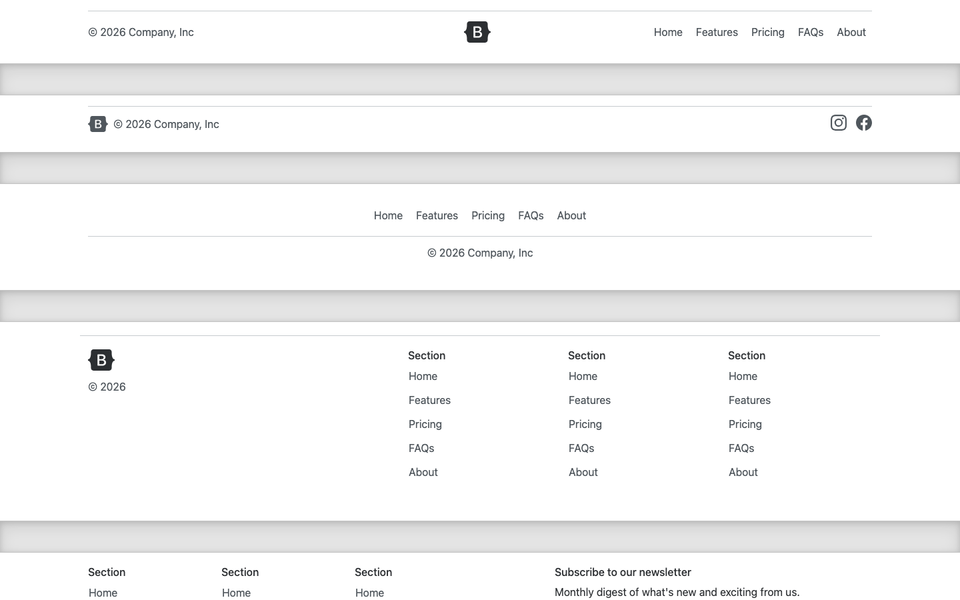 © 2026 Company, Inc B Home Features Pricing FAQs About
B © 2026 Company, Inc
Home Features Pricing FAQs About
© 2026 Company, Inc
B
© 2026
Section
Home
Features
Pricing
FAQs
About
Section
Home
Features
Pricing
FAQs
About
Section
Home
Features
Pricing
FAQs
About
Section
Home
Section
Home
Section
Home
Subscribe to our newsletter
Monthly digest of what's new and exciting from us.